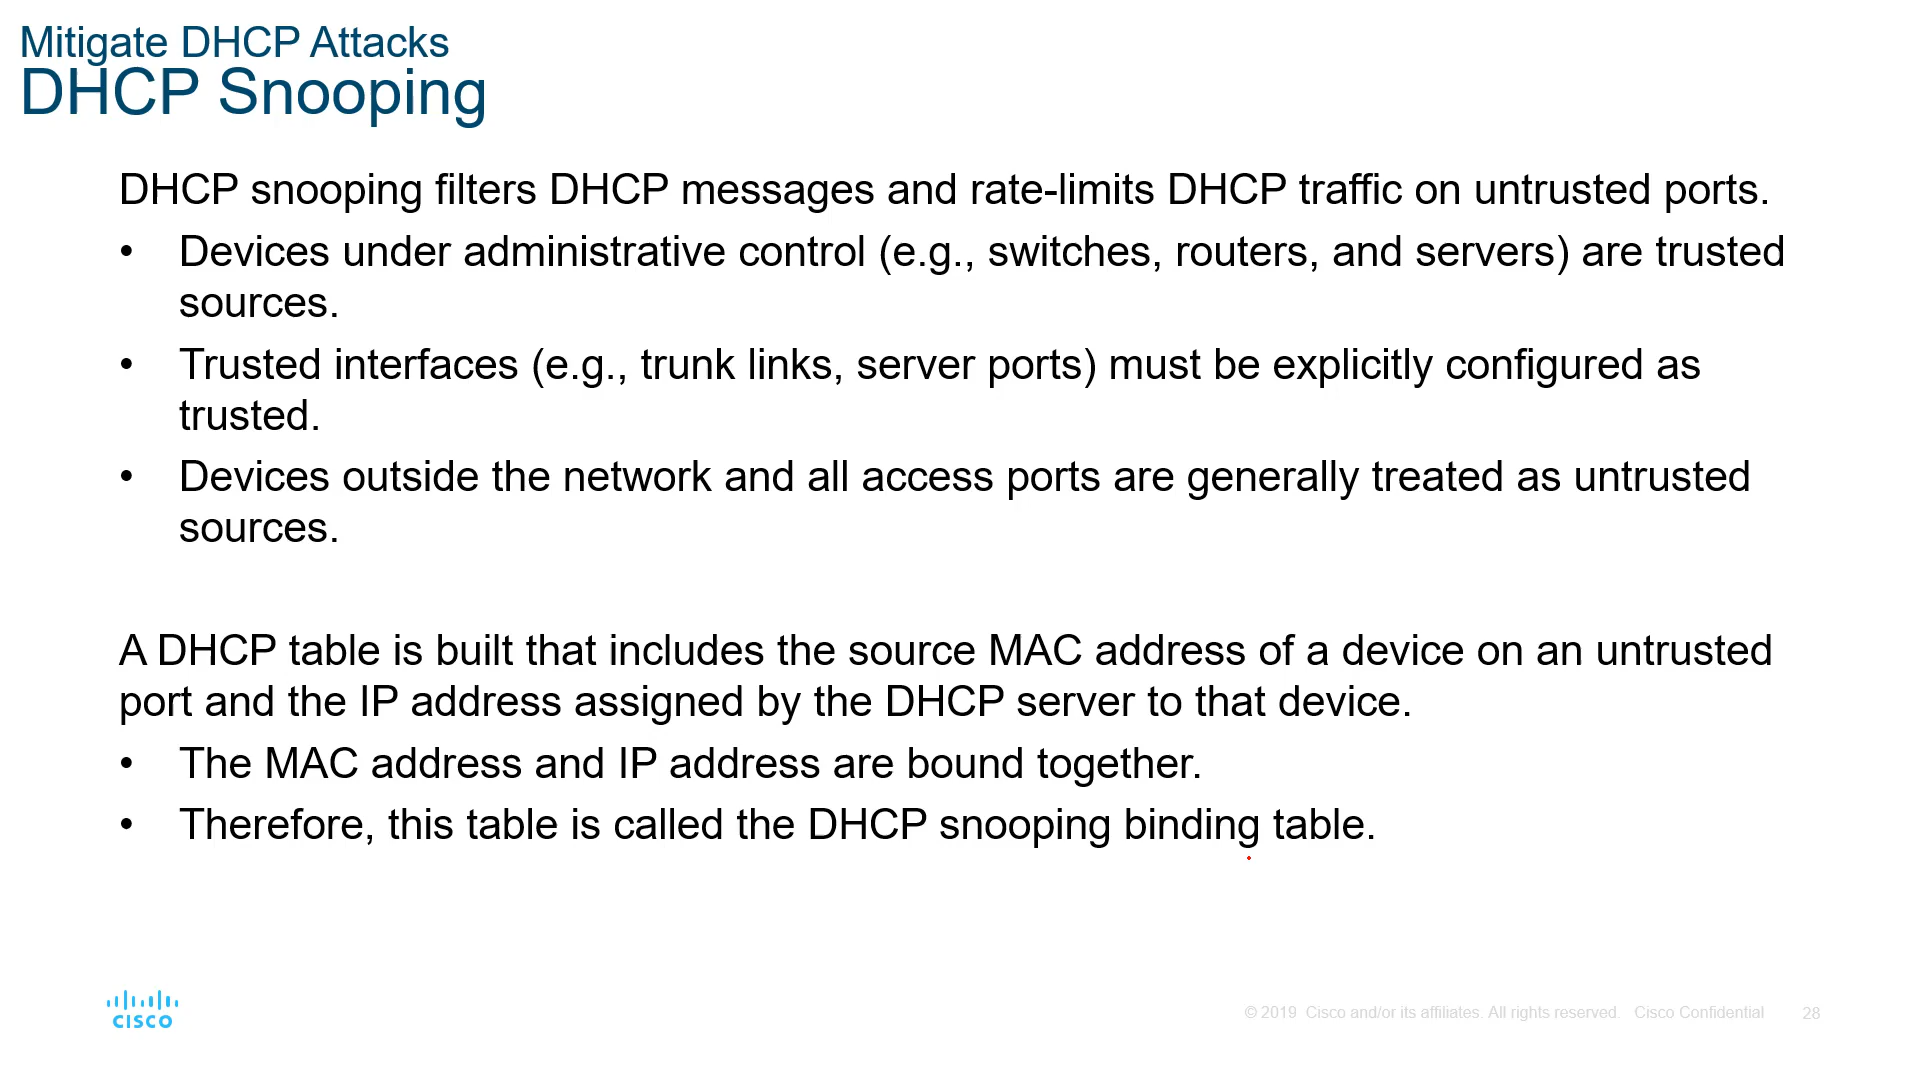 Mitigate DHCP Attacks
DHCP Snooping
DHCP snooping filters DHCP messages and rate-limits DHCP traffic on untrusted ports.
• Devices under administrative control (e.g., switches, routers, and servers) are trusted
sources.
• Trusted interfaces (e.g., trunk links, server ports) must be explicitly configured as
trusted.
• Devices outside the network and all access ports are generally treated as untrusted
sources.
A DHCP table is built that includes the source MAC address of a device on an untrusted
port and the IP address assigned by the DHCP server to that device.
• The MAC address and IP address are bound together.
• Therefore, this table is called the DHCP snooping binding table.
CISCO
© 2019 Cisco and/or its affiliates. All rights reserved. Cisco Confidential 28